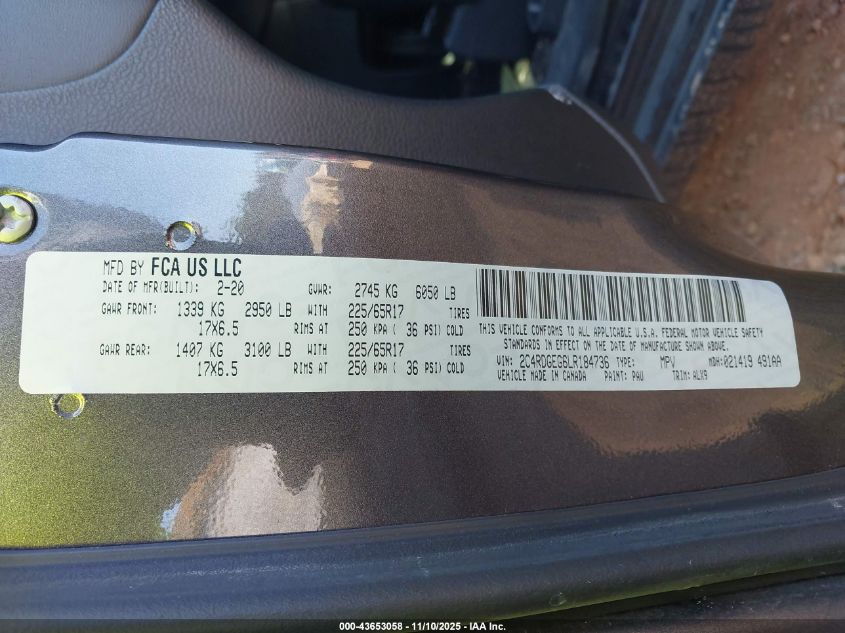 MFD BY FCA US LLC
DATE OF MFR(BUILT): 2-20 GVWR: 2745 KG 6050 LB
GAWR FRONT: 1339 KG 2950 LB WITH 225/65R17 TIRES
17X6.5 RIMS AT 250 KPA ( 36 PSI) COLD
GAWR REAR: 1407 KG 3100 LB WITH 225/65R17 TIRES
17X6.5 RIMS AT 250 KPA ( 36 PSI) COLD
THIS VEHICLE CONFORMS TO ALL APPLICABLE U.S.A. FEDERAL MOTOR VEHICLE SAFETY
STANDARDS IN EFFECT ON THE DATE OF MANUFACTURE SHOWN ABOVE.
VIN: 2C4RDGEG6LR184736 TYPE: MPV MDH: 021419 491AA
VEHICLE MADE IN CANADA PAINT: PAU TRIM: ALX9
000-43653058 - 11/10/2025 - IAA Inc.